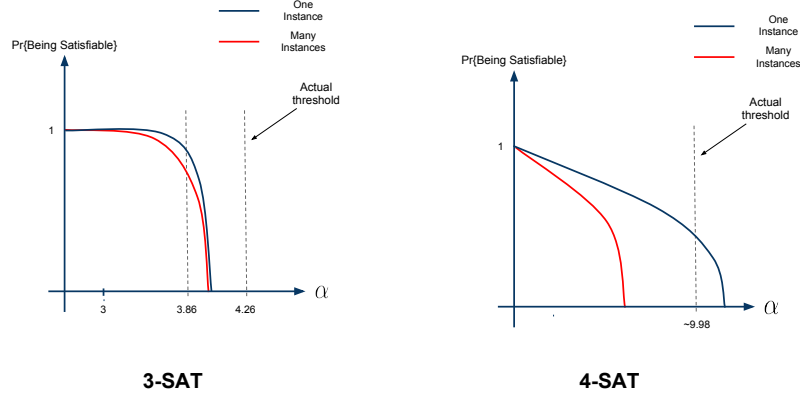 One
Instance
Many
Instances
Pr{Being Satisfiable}
Actual
threshold
1
α
3
3.86
4.26
3-SAT
One
Instance
Many
Instances
Pr{Being Satisfiable}
Actual
threshold
1
α
~9.98
4-SAT